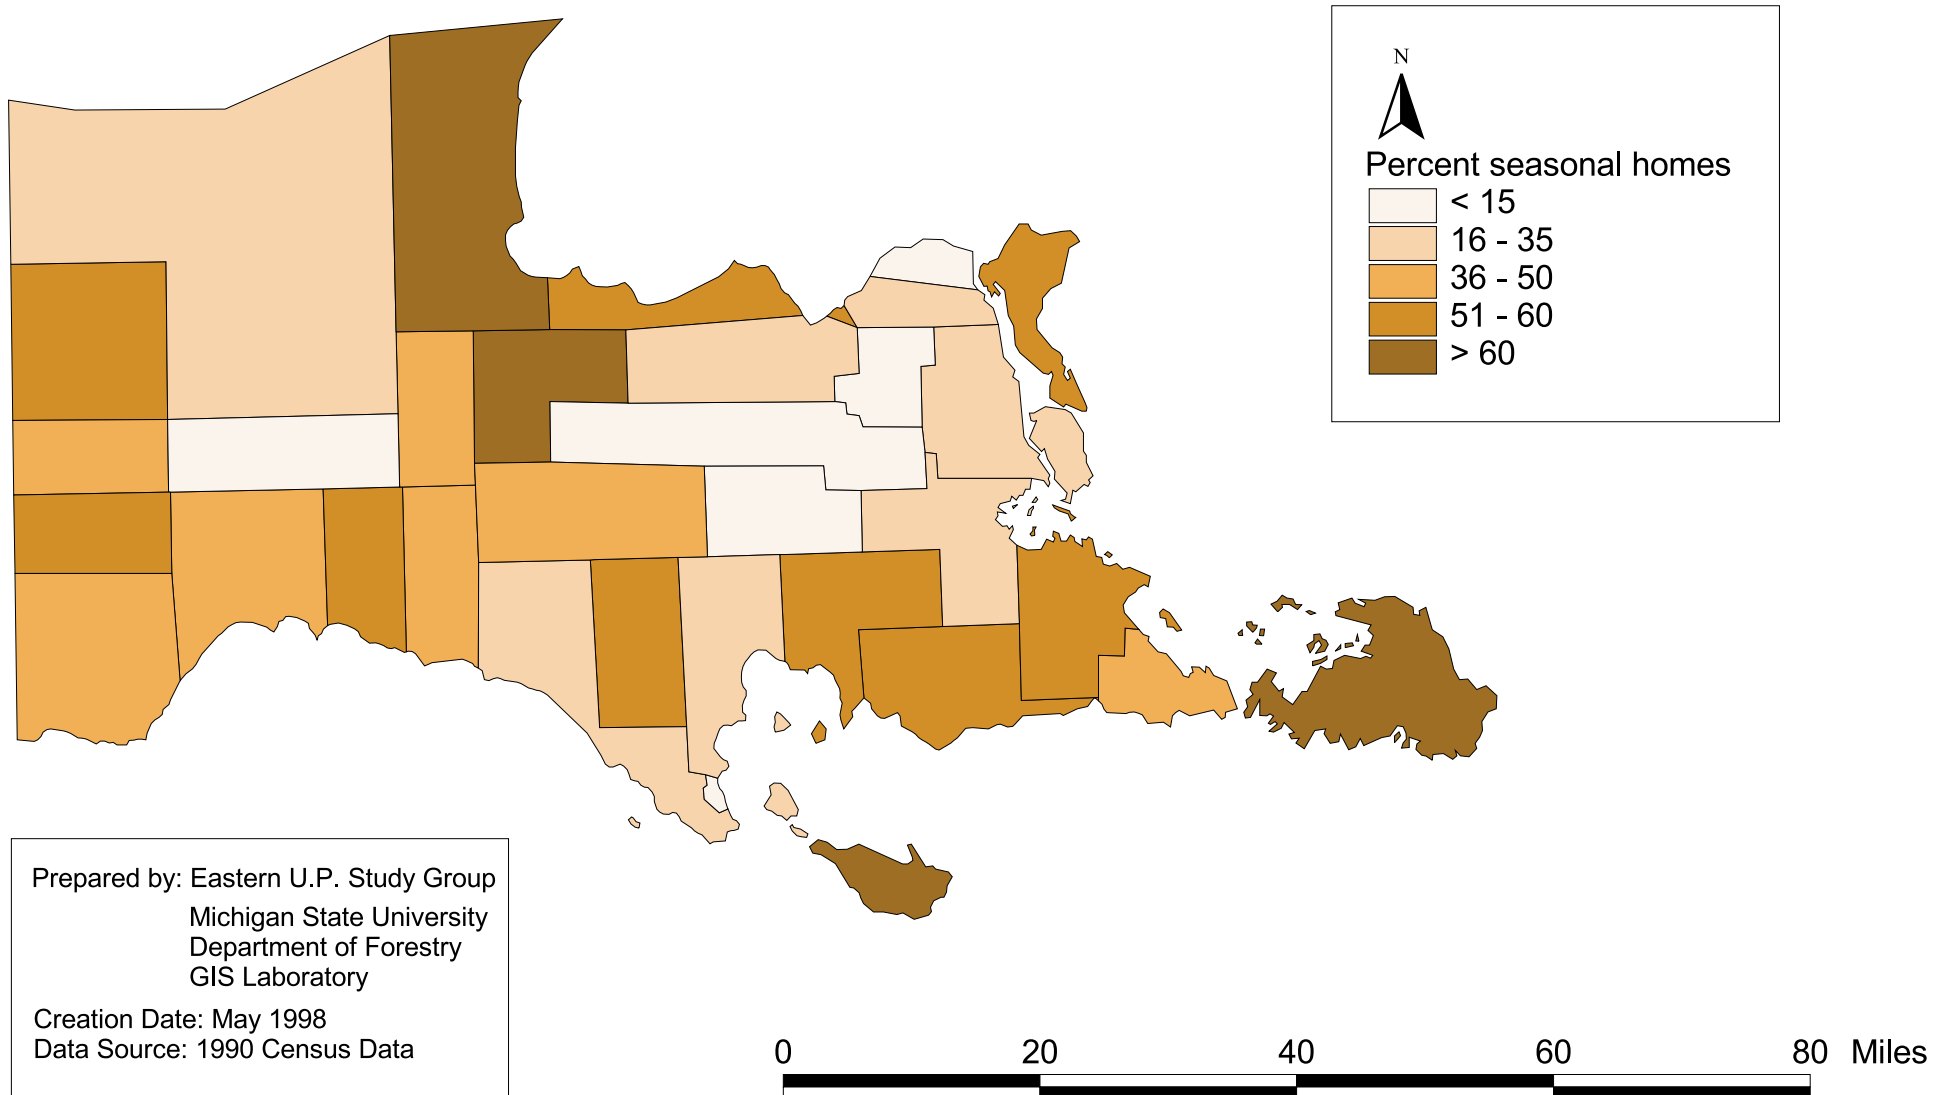 N
Percent seasonal homes
< 15
16 - 35
36 - 50
51 - 60
> 60
Prepared by: Eastern U.P. Study Group
Michigan State University
Department of Forestry
GIS Laboratory
Creation Date: May 1998
Data Source: 1990 Census Data
0 20 40 60 80 Miles